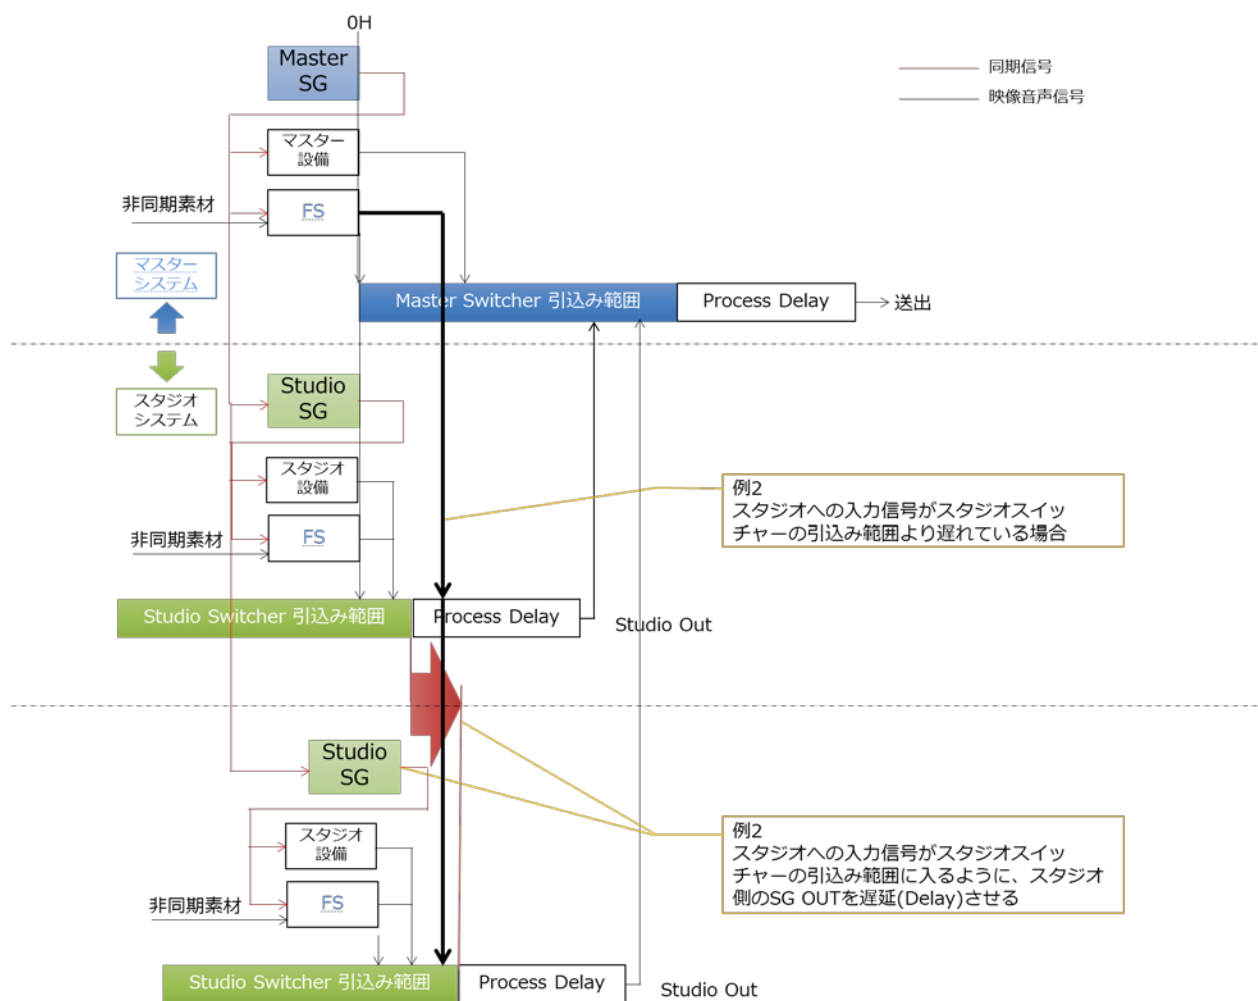 0H
Master
SG
同期信号
映像音声信号
マスター
設備
非同期素材
FS
マスター
システム
Master Switcher 引込み範囲
Process Delay
送出
スタジオ
システム
Studio
SG
スタジオ
設備
非同期素材
FS
例2
スタジオへの入力信号がスタジオスイッ
チャーの引込み範囲より遅れている場合
Studio Switcher 引込み範囲
Process Delay
Studio Out
Studio
SG
スタジオ
設備
非同期素材
FS
例2
スタジオへの入力信号がスタジオスイッ
チャーの引込み範囲に入るように、スタジオ
側のSG OUTを遅延(Delay)させる
Studio Switcher 引込み範囲
Process Delay
Studio Out